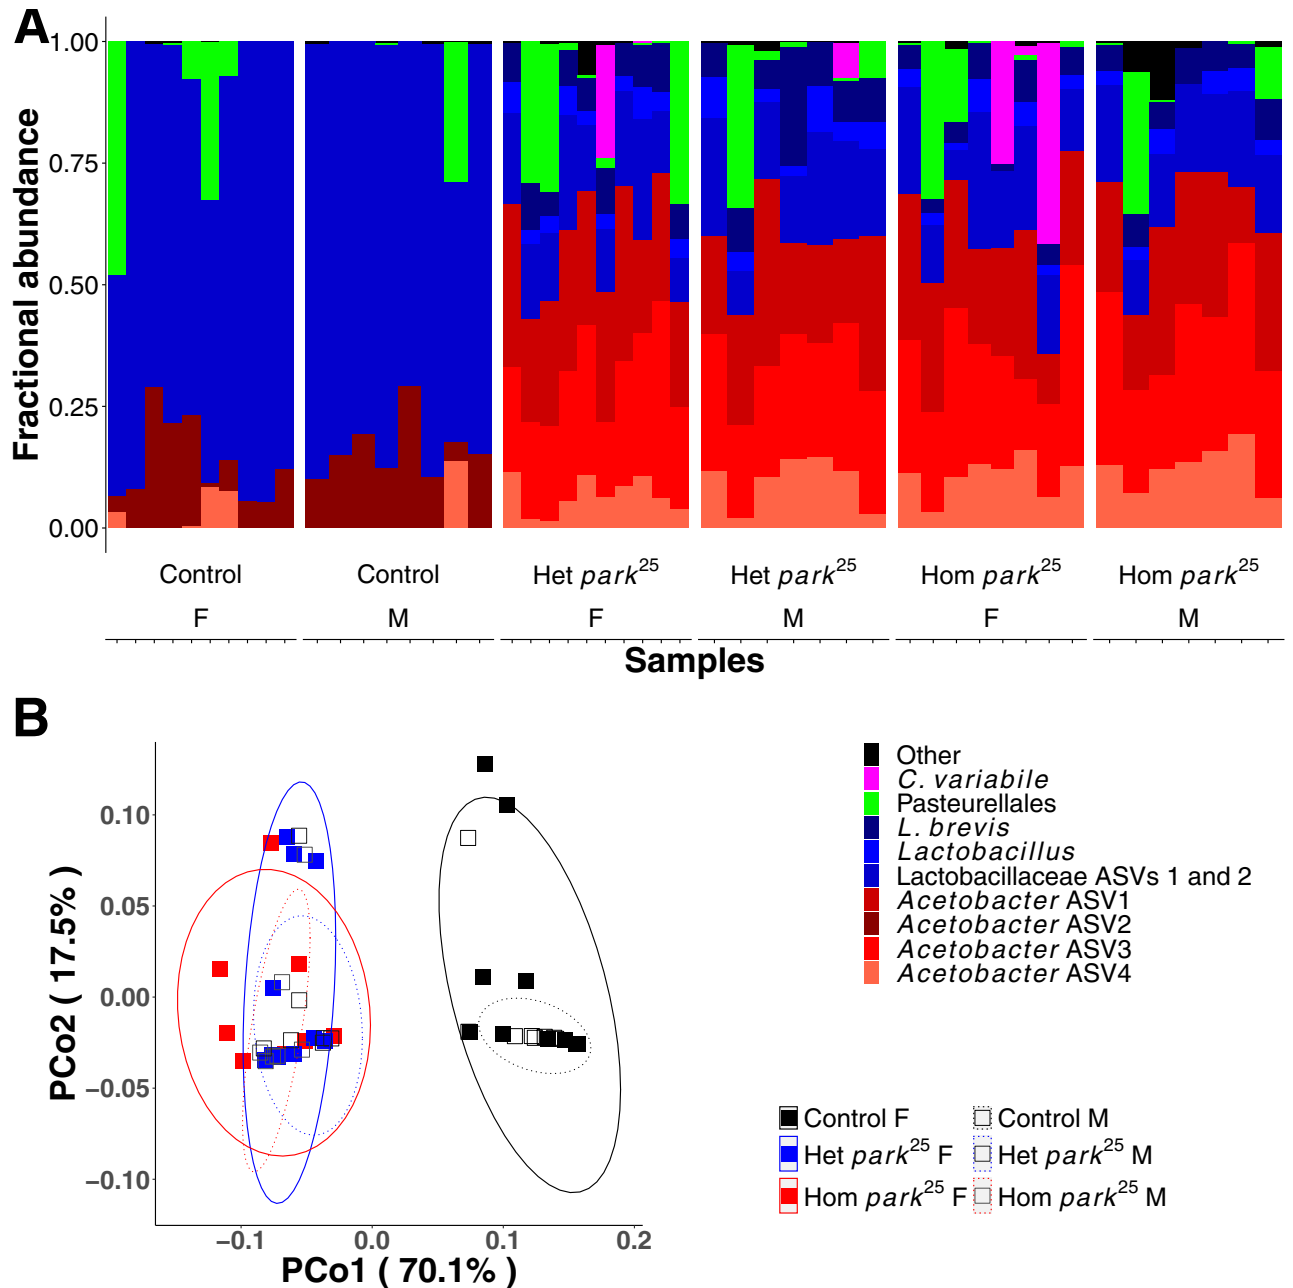 A
Fractional abundance
1.00
0.75
0.50
0.25
0.00
Control Control Het park25 Het park25 Hom park25 Hom park25
F M F M F M
Samples
B
PCo2 ( 17.5% )
0.10
0.05
0.00
−0.05
−0.10
−0.1 0.0 0.1 0.2
PCo1 ( 70.1% )
Other
C. variabile
Pasteurellales
L. brevis
Lactobacillus
Lactobacillaceae ASVs 1 and 2
Acetobacter ASV1
Acetobacter ASV2
Acetobacter ASV3
Acetobacter ASV4
Control F Control M
Het park25 F Het park25 M
Hom park25 F Hom park25 M